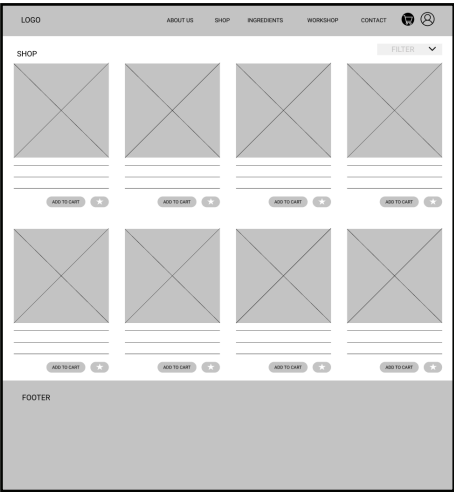 LOGO ABOUT US SHOP INGREDIENTS WORKSHOP CONTACT
SHOP FILTER
ADD TO CART ADD TO CART ADD TO CART ADD TO CART
ADD TO CART ADD TO CART ADD TO CART ADD TO CART
FOOTER